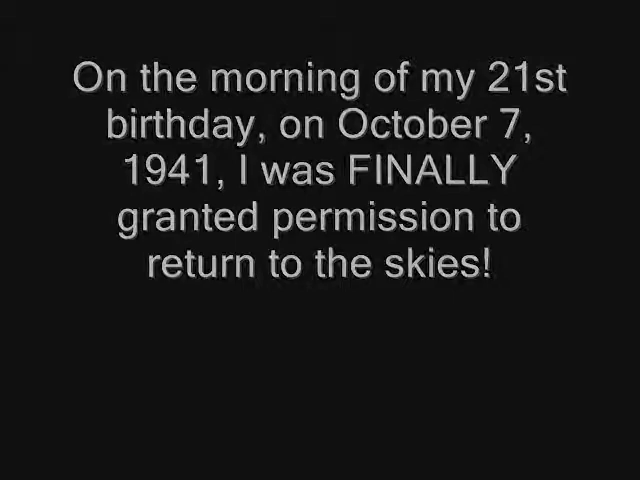 On the morning of my 21st
birthday, on October 7,
1941, I was FINALLY
granted permission to
return to the skies!